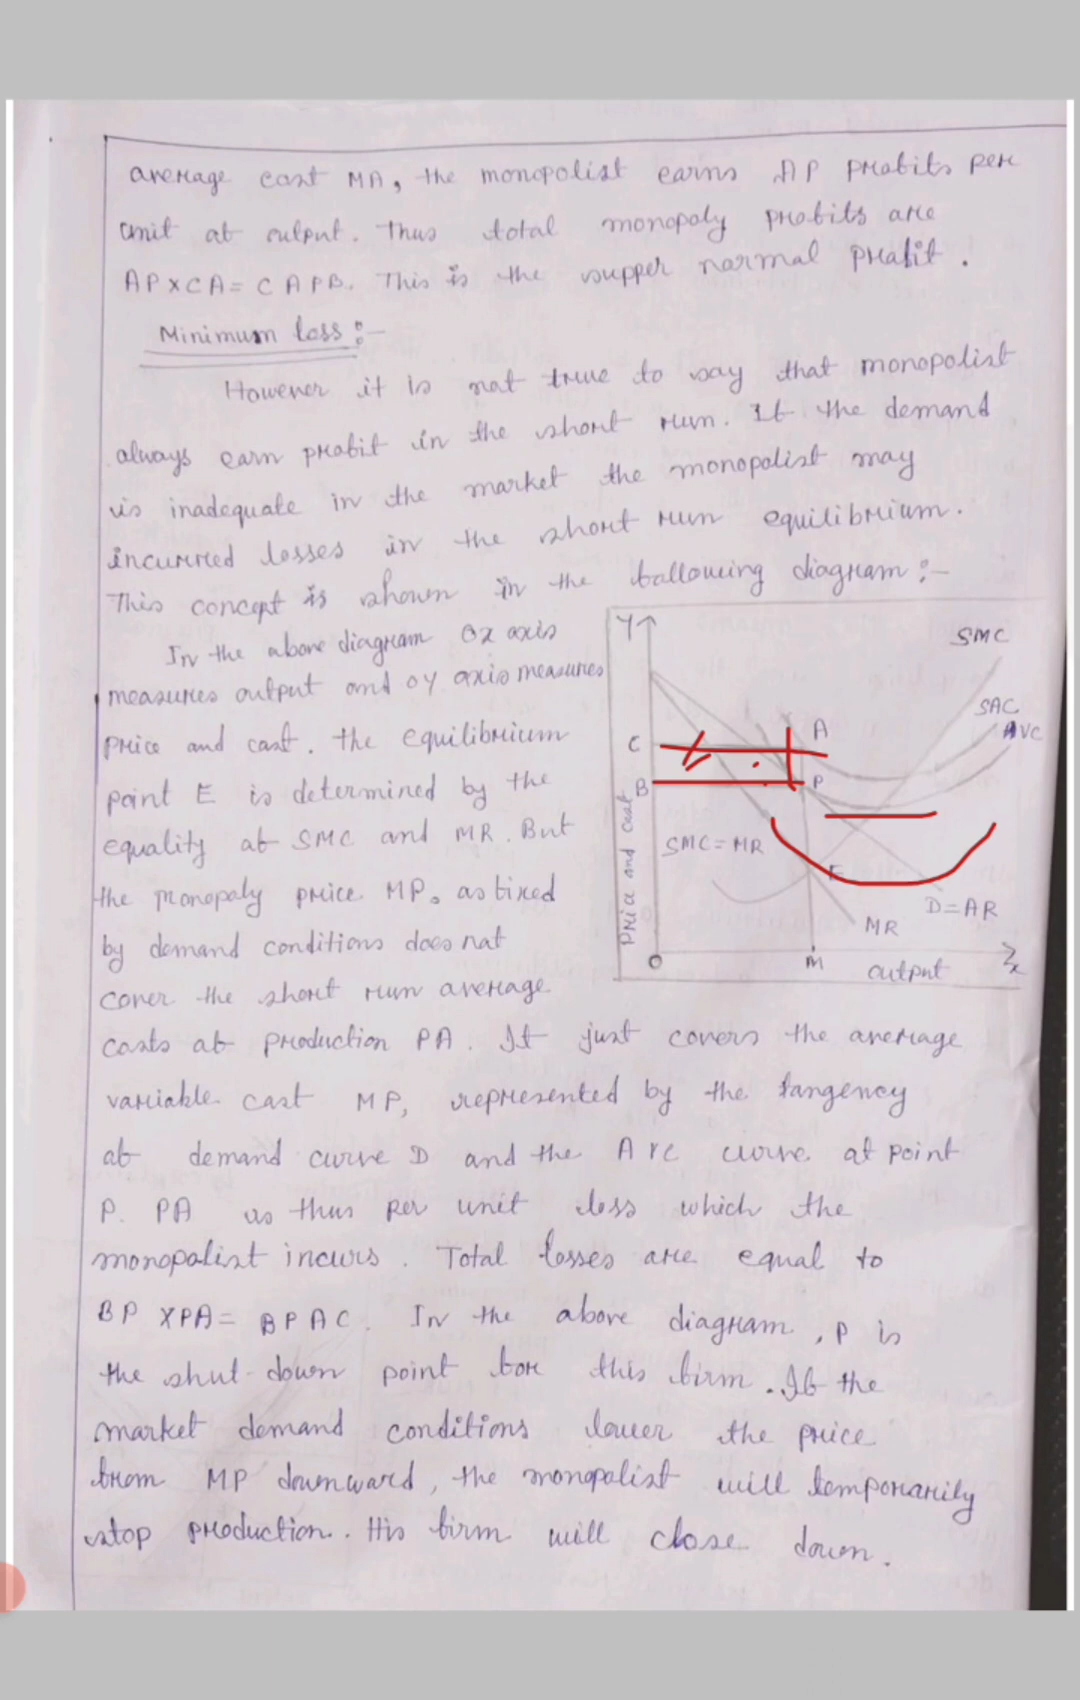 average cost MA, the monopolist earns AP profits per
unit of output. Thus total monopoly profits are
AP X CA = CAPB. This is the supper normal profit.
Minimum loss :-
However it is not true to say that monopolist
always earn profit in the short run. If the demand
is inadequate in the market the monopolist may
incurred losses in the short run equilibrium.
This concept is shown in the following diagram :-
In the above diagram OX axis
measures output and OY axis measures
price and cost. The equilibrium
point E is determined by the
equality of SMC and MR. But
the monopoly price MP. as fixed
by demand conditions does not
cover the short run average
costs of production PA. It just covers the average
variable cost MP, represented by the tangency
of demand curve D and the AVC curve at point
P. PA is thus per unit loss which the
monopolist incurs. Total losses are equal to
BP X PA = BPAC. In the above diagram, P is
the shut-down point for this firm. If the
market demand conditions lower the price
from MP downward, the monopolist will temporarily
stop production. His firm will close down.
Y
SMC
SAC
AVC
C
A
B
P
SMC = MR
E
D = AR
MR
Price and cost
O
M
output
X